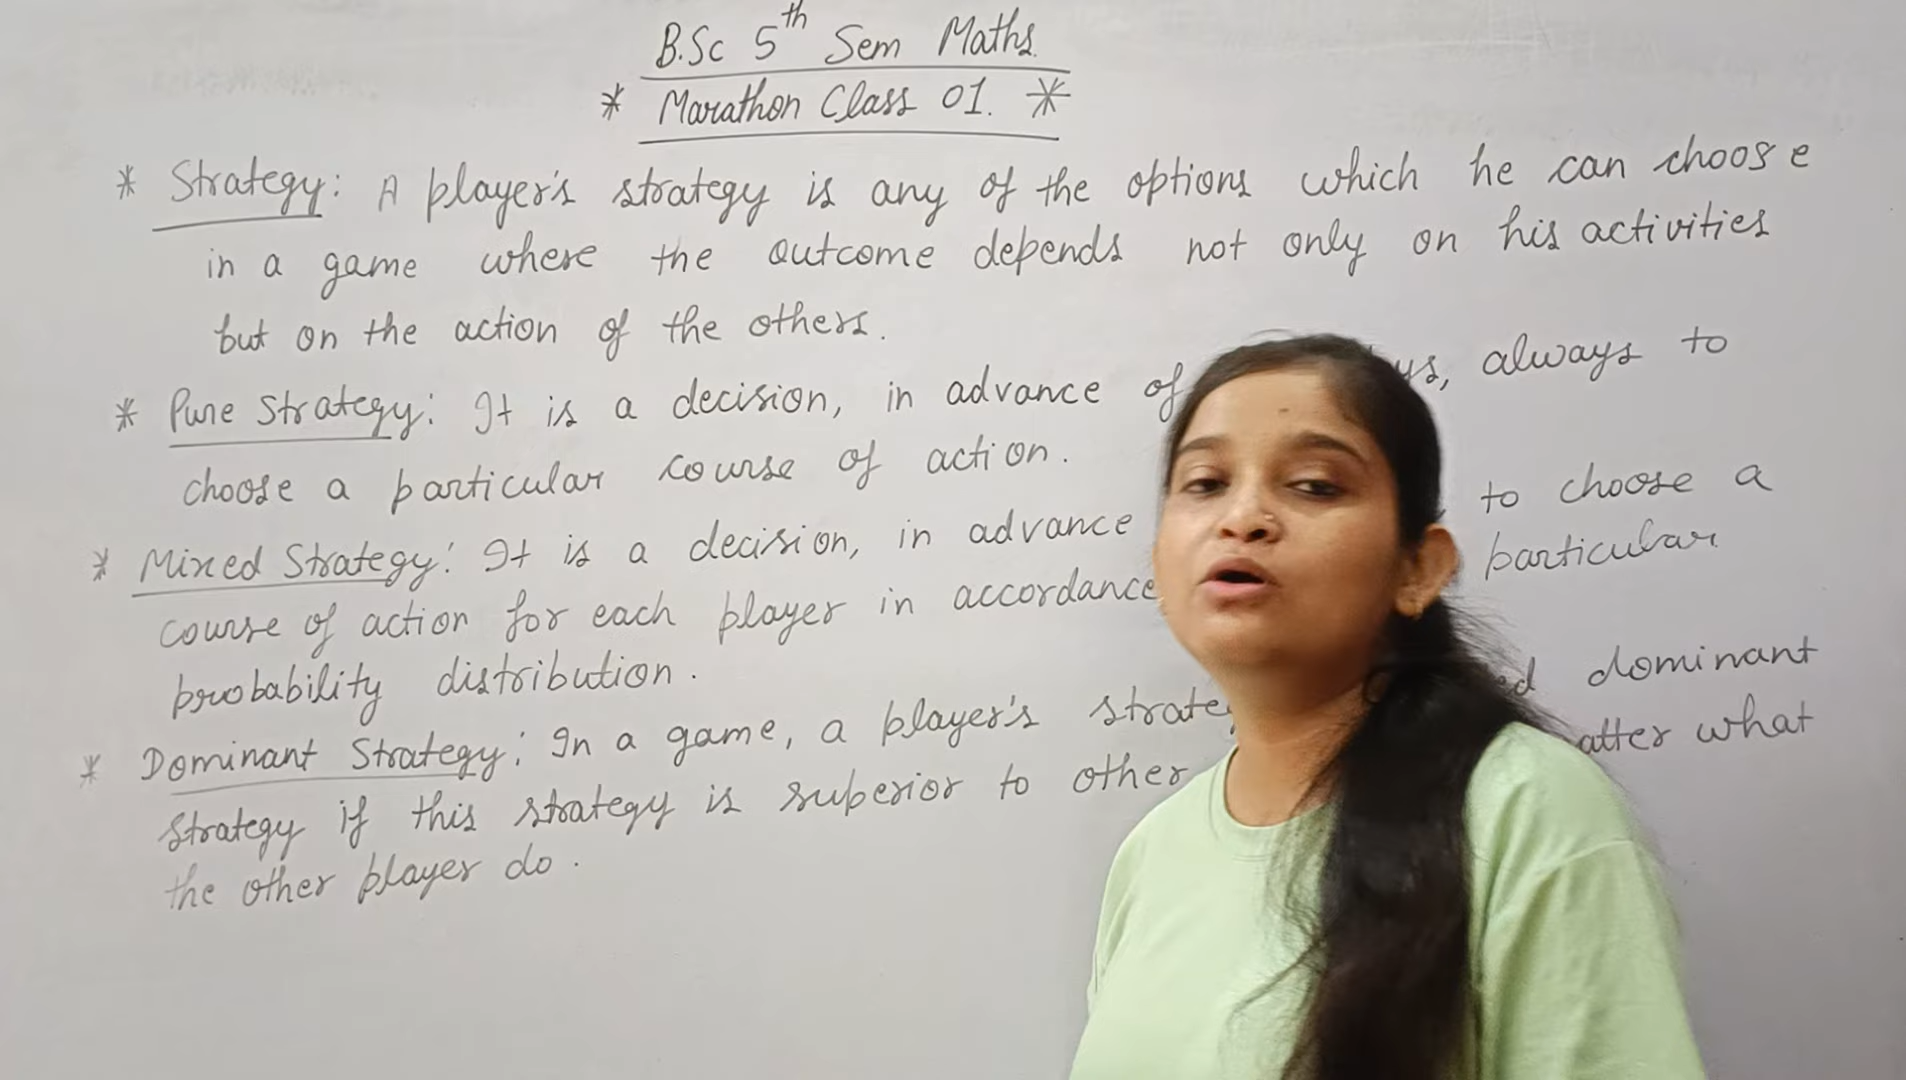 B.Sc 5th Sem Maths.
* Marathon Class 01. *
* Strategy: A player's strategy is any of the options which he can choose
in a game where the outcome depends not only on his activities
but on the action of the others.
* Pure Strategy: It is a decision, in advance of always to
choose a particular course of action.
* Mixed Strategy: It is a decision, in advance to choose a
course of action for each player in accordance particular
probability distribution.
* Dominant Strategy: In a game, a player's dominant
strategy if this strategy is superior to other what
the other player do.